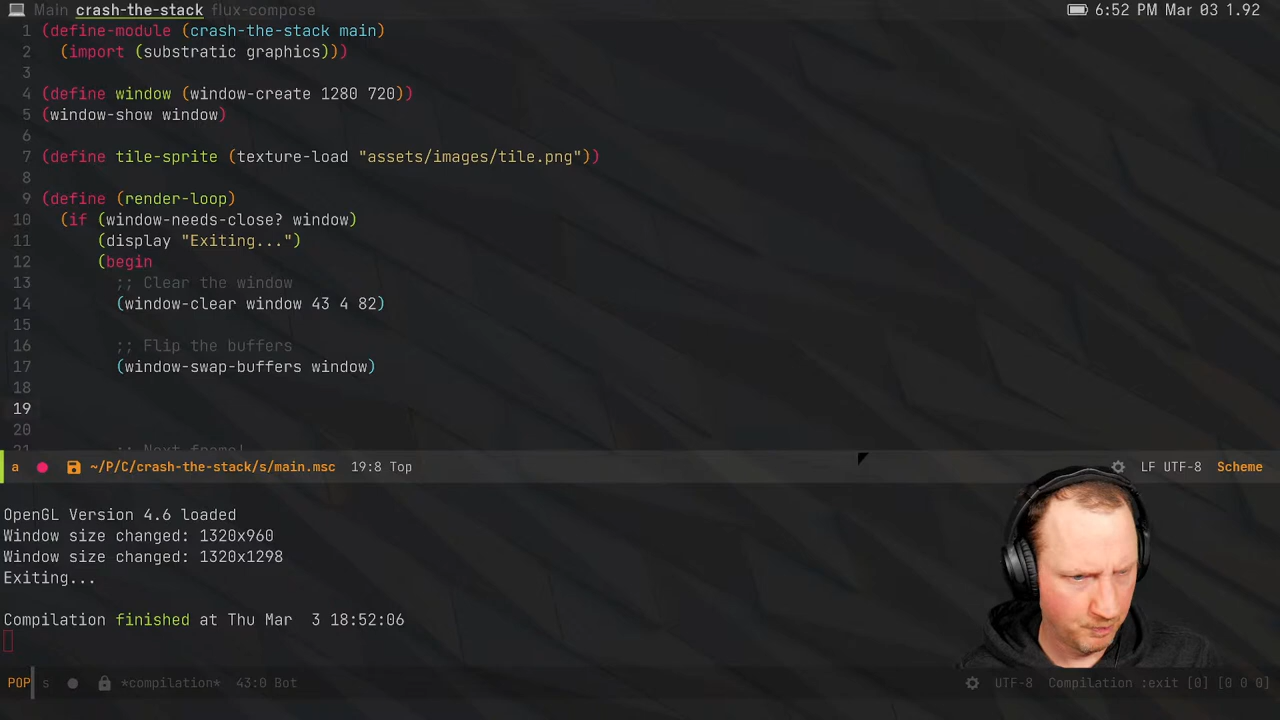 Main crash-the-stack flux-compose 6:52 PM Mar 03 1.92
1 (define-module (crash-the-stack main)
2 (import (substratic graphics)))
3
4 (define window (window-create 1280 720))
5 (window-show window)
6
7 (define tile-sprite (texture-load "assets/images/tile.png"))
8
9 (define (render-loop)
10 (if (window-needs-close? window)
11 (display "Exiting...")
12 (begin
13 ;; Clear the window
14 (window-clear window 43 4 82)
15
16 ;; Flip the buffers
17 (window-swap-buffers window)
18
19
20
21 ;; Next frame!
a ~/P/C/crash-the-stack/s/main.msc 19:8 Top LF UTF-8 Scheme
OpenGL Version 4.6 loaded
Window size changed: 1320x960
Window size changed: 1320x1298
Exiting...
Compilation finished at Thu Mar 3 18:52:06
POP s *compilation* 43:0 Bot UTF-8 Compilation :exit [0] [0 0 0]